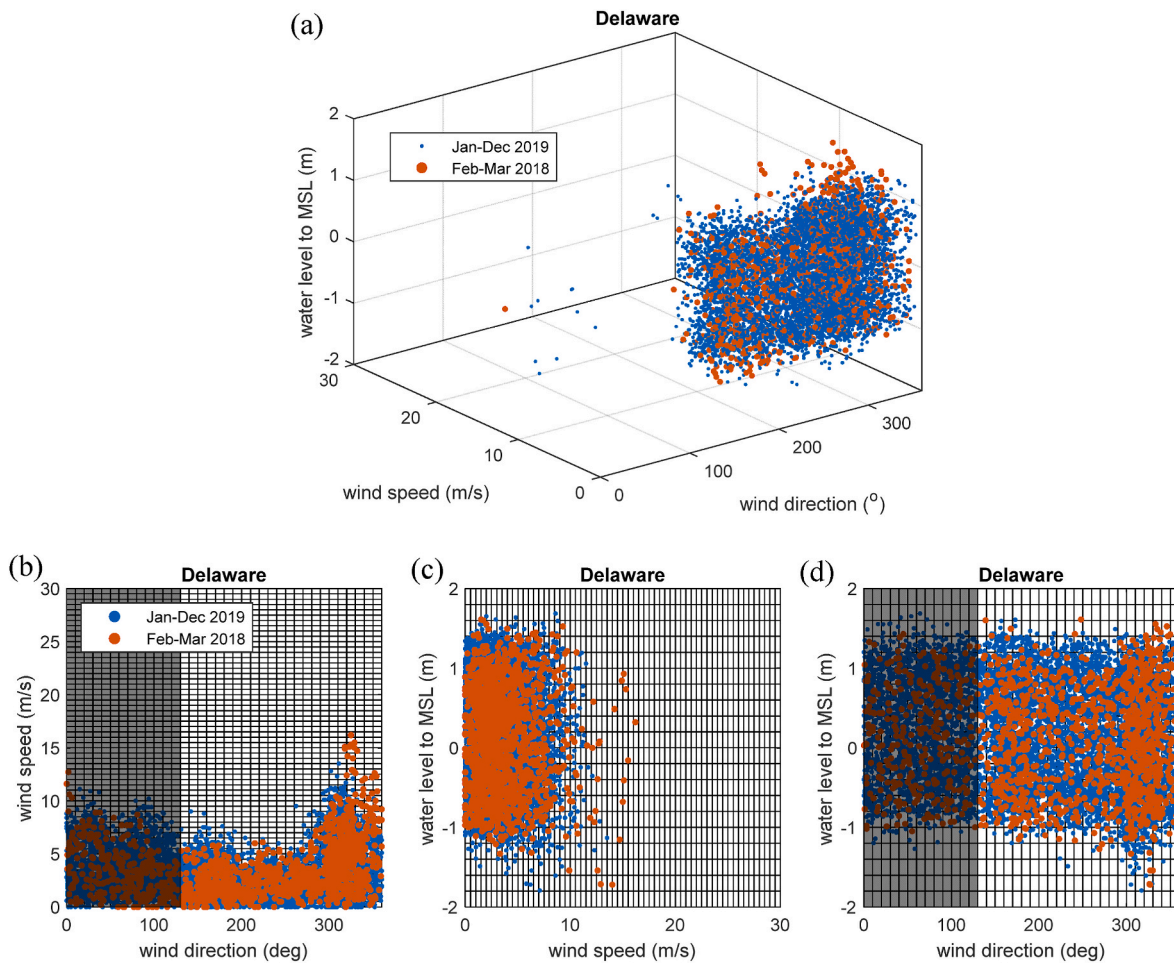 (a)
Delaware
water level to MSL (m)
2
1
0
-1
-2
Jan-Dec 2019
Feb-Mar 2018
30
20
10
0
wind speed (m/s)
0
100
200
300
wind direction (°)
(b)
Delaware
wind speed (m/s)
30
25
20
15
10
5
0
Jan-Dec 2019
Feb-Mar 2018
0 100 200 300
wind direction (deg)
(c)
Delaware
water level to MSL (m)
2
1
0
-1
-2
0 10 20 30
wind speed (m/s)
(d)
Delaware
water level to MSL (m)
2
1
0
-1
-2
0 100 200 300
wind direction (deg)